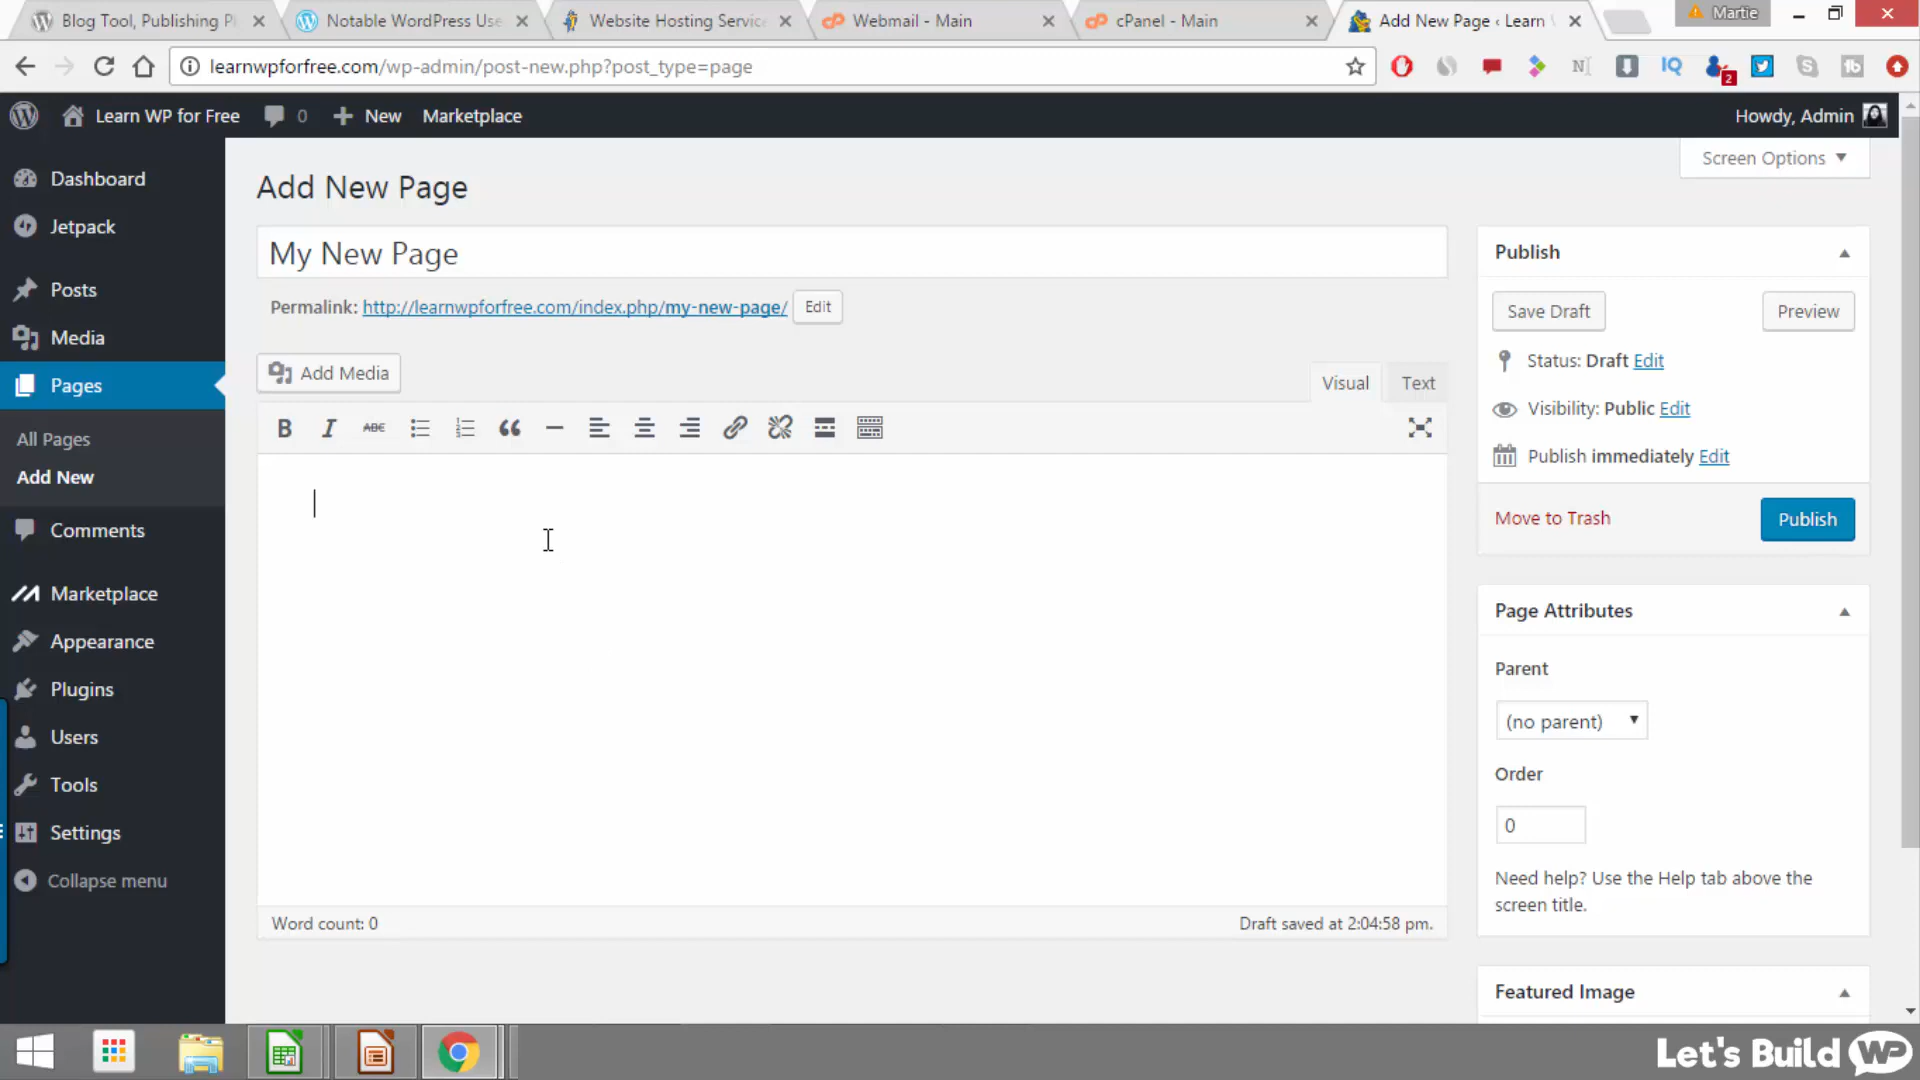 Blog Tool, Publishing Pl
Notable WordPress Use
Website Hosting Service
Webmail - Main
cPanel - Main
Add New Page ‹ Learn
Martie
learnwpforfree.com/wp-admin/post-new.php?post_type=page
N
IQ
2
tb
Learn WP for Free
0
New
Marketplace
Howdy, Admin
Screen Options
Dashboard
Jetpack
Posts
Media
Pages
All Pages
Add New
Comments
Marketplace
Appearance
Plugins
Users
Tools
Settings
Collapse menu
Add New Page
My New Page
Permalink: http://learnwpforfree.com/index.php/my-new-page/ Edit
Add Media
Visual
Text
B I ABC
Word count: 0
Draft saved at 2:04:58 pm.
Publish
Save Draft
Preview
Status: Draft Edit
Visibility: Public Edit
Publish immediately Edit
Move to Trash
Publish
Page Attributes
Parent
(no parent)
Order
0
Need help? Use the Help tab above the
screen title.
Featured Image
Let's Build WP